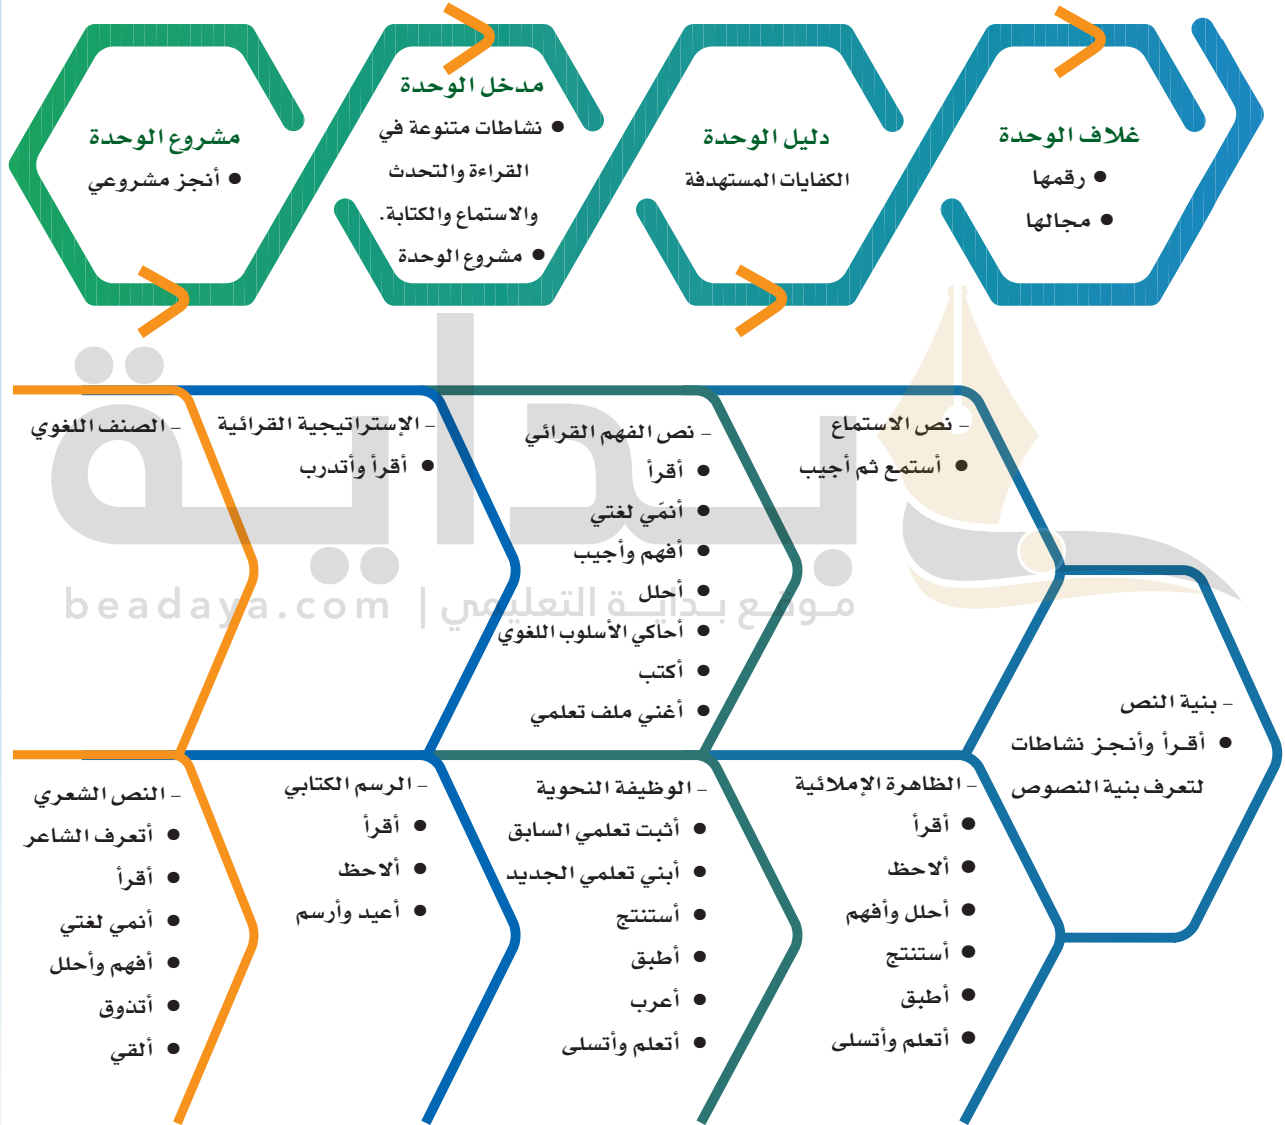 غلاف الوحدة
● رقمها
● مجالها
دليل الوحدة
الكفايات المستهدفة
مدخل الوحدة
● نشاطات متنوعة في
القراءة والتحدث
والاستماع والكتابة.
● مشروع الوحدة
مشروع الوحدة
● أنجز مشروعي
– نص الاستماع
● أستمع ثم أجيب
– نص الفهم القرائي
● أقرأ
● أنمّي لغتي
● أفهم وأجيب
● أحلل
● أحاكي الأسلوب اللغوي
● أكتب
● أغني ملف تعلمي
– الإستراتيجية القرائية
● أقرأ وأتدرب
– الصنف اللغوي
– بنية النص
● أقـرأ وأنـجـز نشاطات
لتعرف بنية النصوص
– الظاهرة الإملائية
● أقرأ
● ألاحظ
● أحلل وأفهم
● أستنتج
● أطبق
● أتعلم وأتسلى
– الوظيفة النحوية
● أثبت تعلمي السابق
● أبني تعلمي الجديد
● أستنتج
● أطبق
● أعرب
● أتعلم وأتسلى
– الرسم الكتابي
● أقرأ
● ألاحظ
● أعيد وأرسم
– النص الشعري
● أتعرف الشاعر
● أقرأ
● أنمي لغتي
● أفهم وأحلل
● أتذوق
● ألقي
بـدايـة
موقع بداية التعليمي | beadaya.com